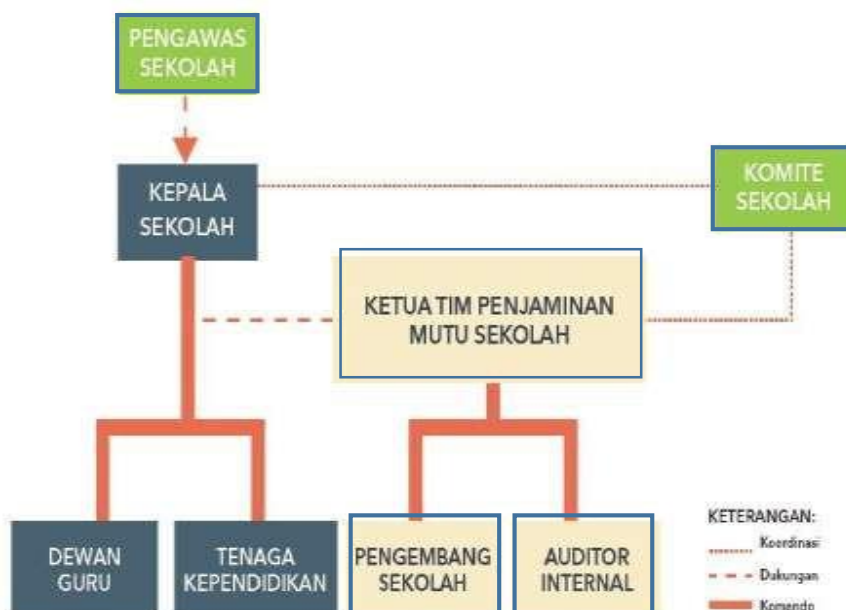 PENGAWAS
SEKOLAH
KEPALA
SEKOLAH
KOMITE
SEKOLAH
KETUA TIM PENJAMINAN
MUTU SEKOLAH
DEWAN
GURU
TENAGA
KEPENDIDIKAN
PENGEMBANG
SEKOLAH
AUDITOR
INTERNAL
KETERANGAN:
Koordinasi
Dukungan
Komando